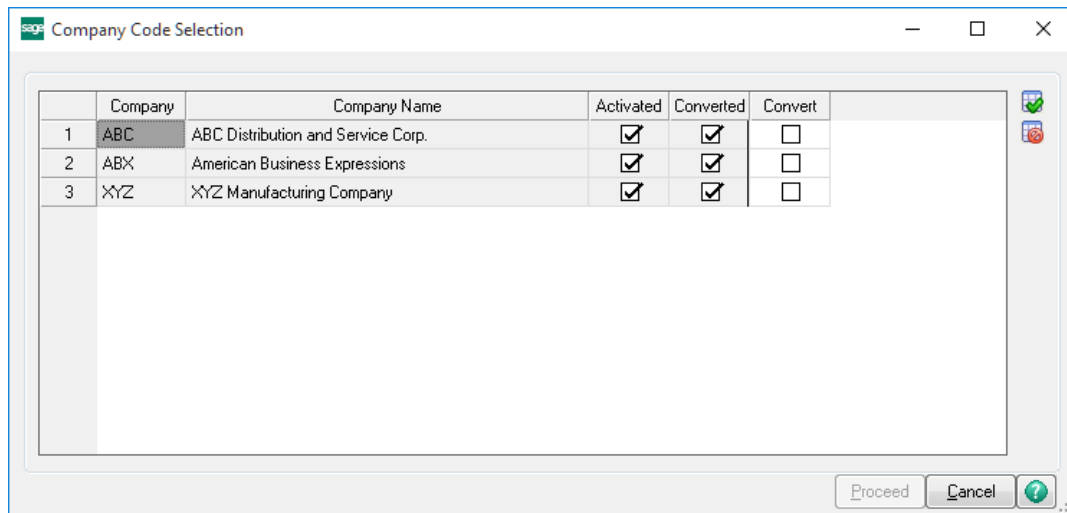 sage Company Code Selection
Company Company Name Activated Converted Convert
1 ABC ABC Distribution and Service Corp.
2 ABX American Business Expressions
3 XYZ XYZ Manufacturing Company
Proceed Cancel ?